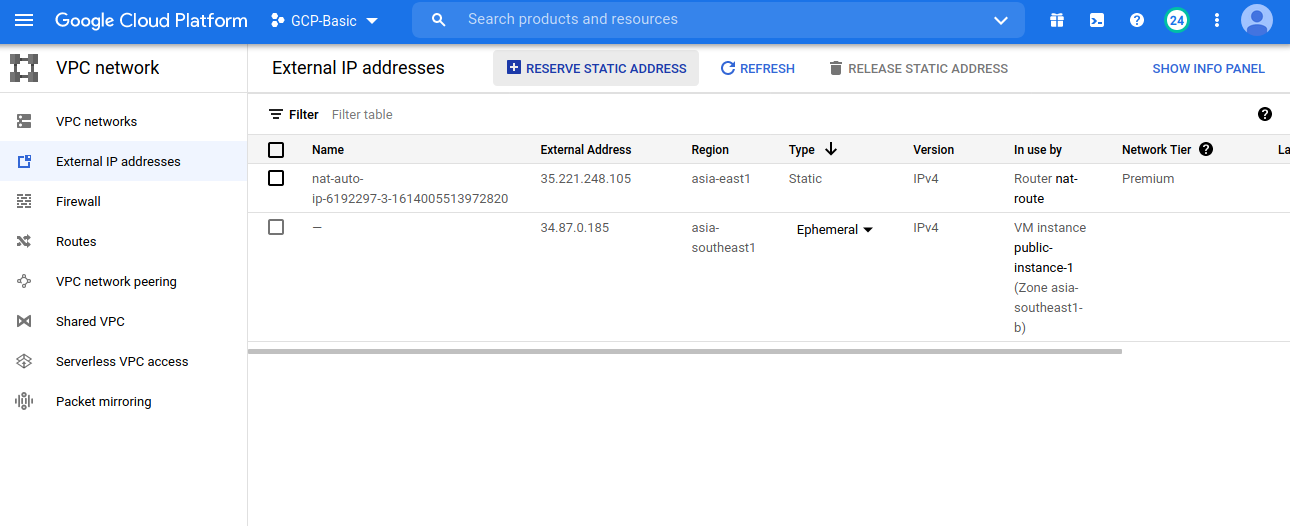 Google Cloud Platform GCP-Basic Search products and resources 24
VPC network External IP addresses RESERVE STATIC ADDRESS REFRESH RELEASE STATIC ADDRESS SHOW INFO PANEL
VPC networks
External IP addresses
Firewall
Routes
VPC network peering
Shared VPC
Serverless VPC access
Packet mirroring
Filter Filter table
Name External Address Region Type Version In use by Network Tier La
nat-auto- 35.221.248.105 asia-east1 Static IPv4 Router nat- Premium
ip-6192297-3-1614005513972820 route
— 34.87.0.185 asia- Ephemeral IPv4 VM instance
southeast1 public-
instance-1
(Zone asia-
southeast1-
b)